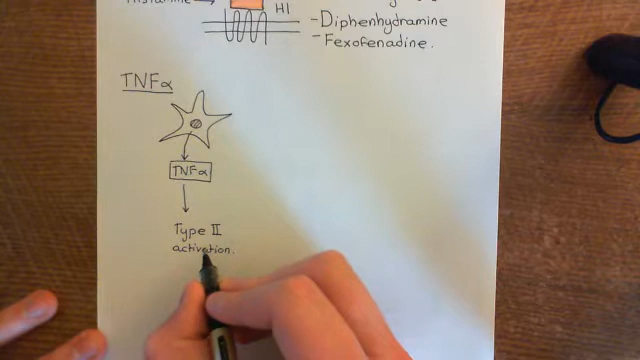 H1
-Diphenhydramine
-Fexofenadine.
TNFα
TNFα
Type II
activation.